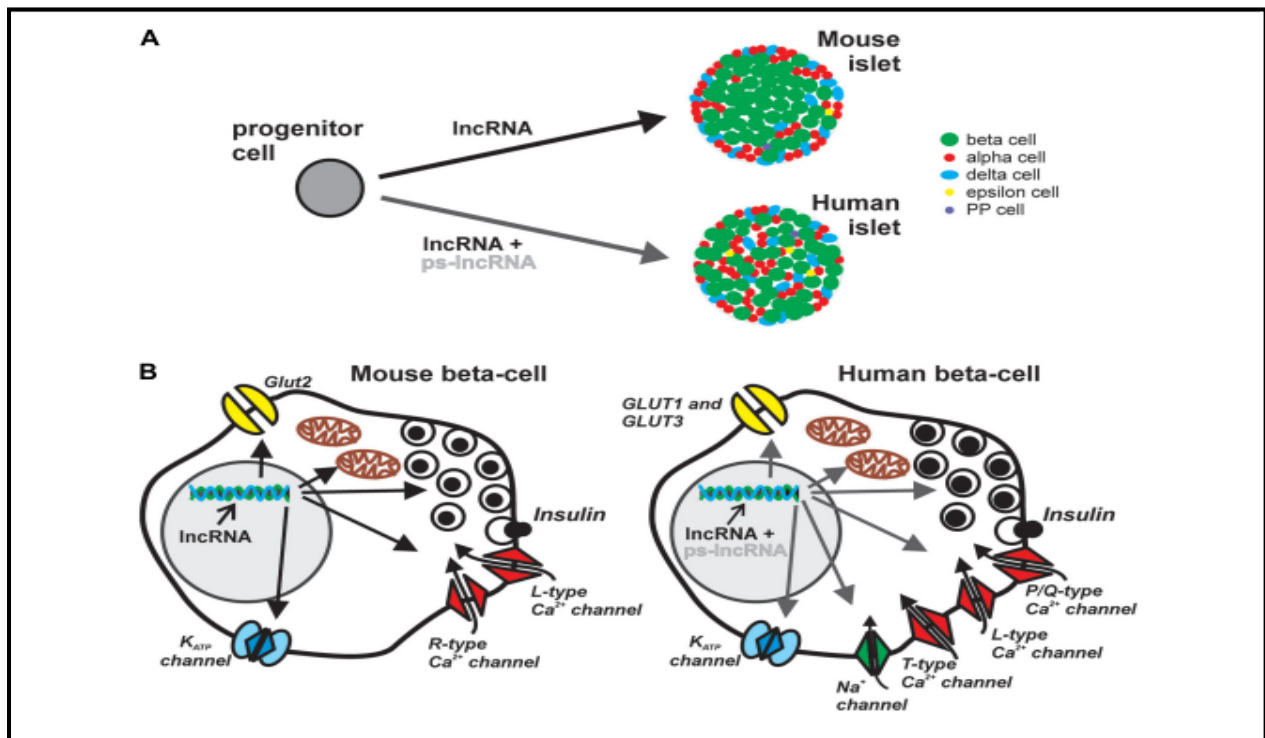 A
Mouse
islet
progenitor
cell
lncRNA
beta cell
alpha cell
delta cell
epsilon cell
PP cell
Human
islet
lncRNA +
ps-lncRNA
B
Mouse beta-cell
Glut2
lncRNA
Insulin
L-type
Ca²⁺ channel
R-type
Ca²⁺ channel
K_ATP
channel
Human beta-cell
GLUT1 and
GLUT3
lncRNA +
ps-lncRNA
Insulin
P/Q-type
Ca²⁺ channel
L-type
Ca²⁺ channel
T-type
Ca²⁺ channel
Na⁺
channel
K_ATP
channel